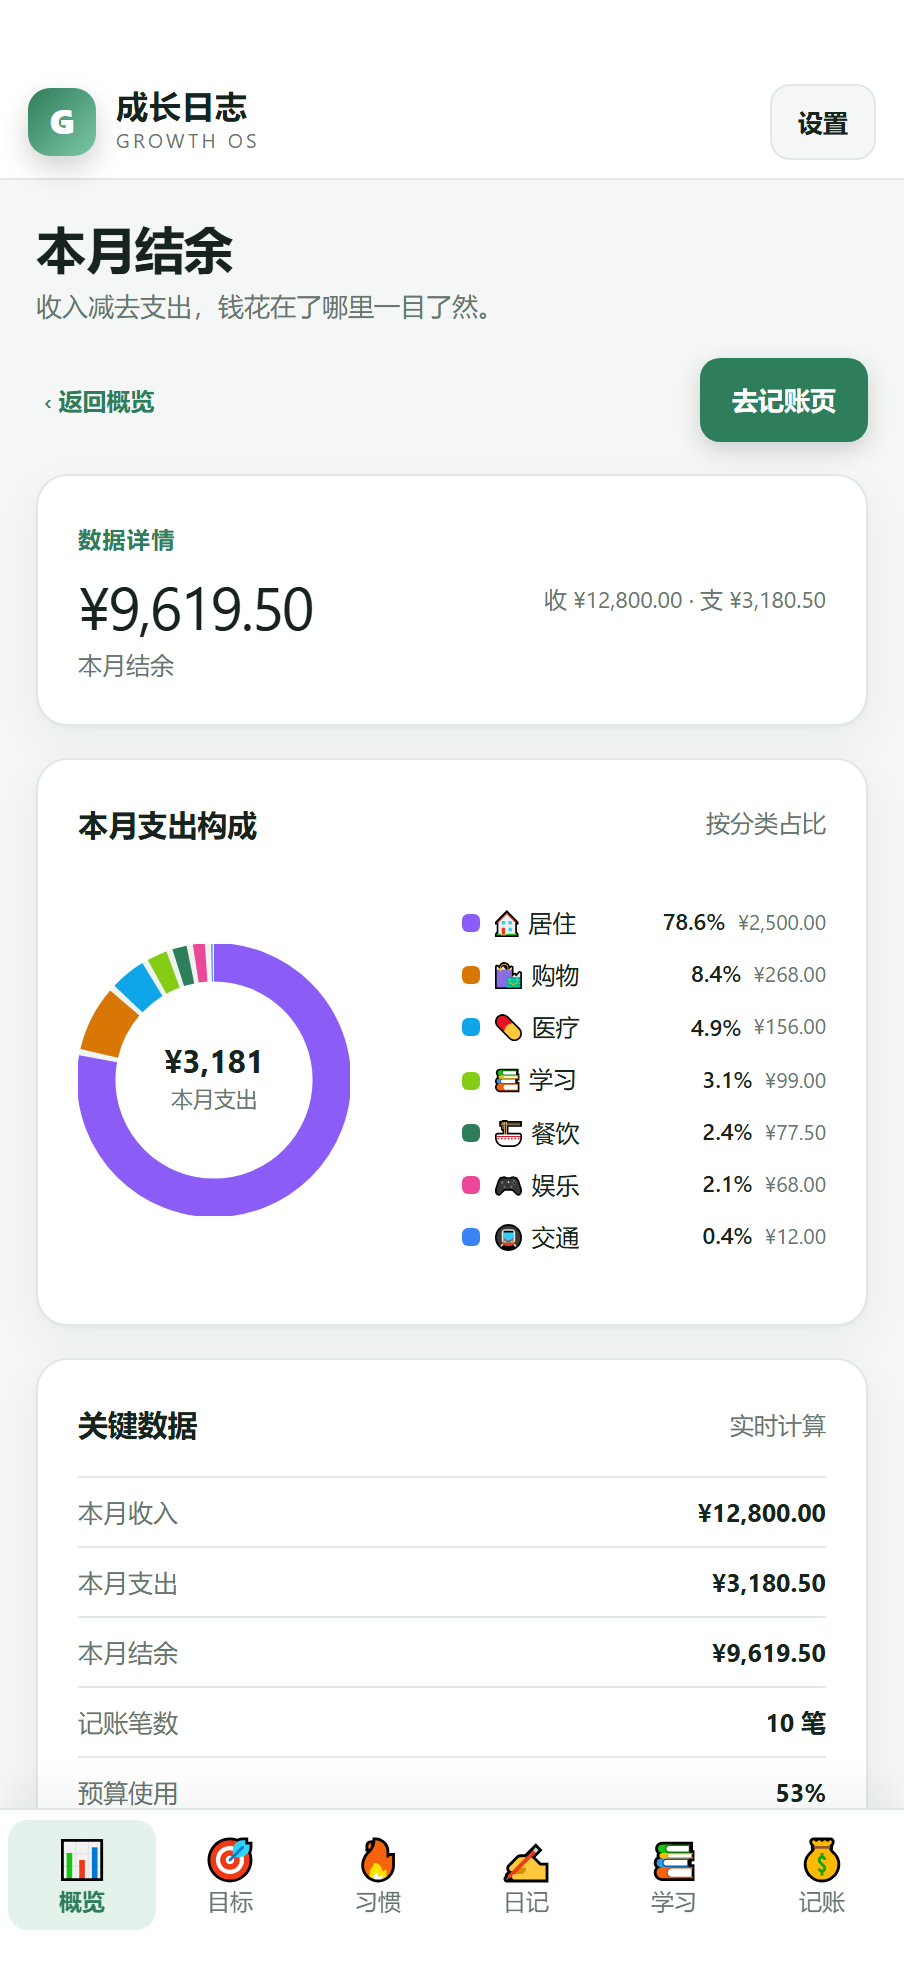 G
成长日志
GROWTH OS
设置
本月结余
收入减去支出，钱花在了哪里一目了然。
‹ 返回概览
去记账页
数据详情
¥9,619.50
收 ¥12,800.00 · 支 ¥3,180.50
本月结余
本月支出构成
按分类占比
¥3,181
本月支出
居住 78.6% ¥2,500.00
购物 8.4% ¥268.00
医疗 4.9% ¥156.00
学习 3.1% ¥99.00
餐饮 2.4% ¥77.50
娱乐 2.1% ¥68.00
交通 0.4% ¥12.00
关键数据
实时计算
本月收入 ¥12,800.00
本月支出 ¥3,180.50
本月结余 ¥9,619.50
记账笔数 10 笔
预算使用 53%
概览
目标
习惯
日记
学习
记账